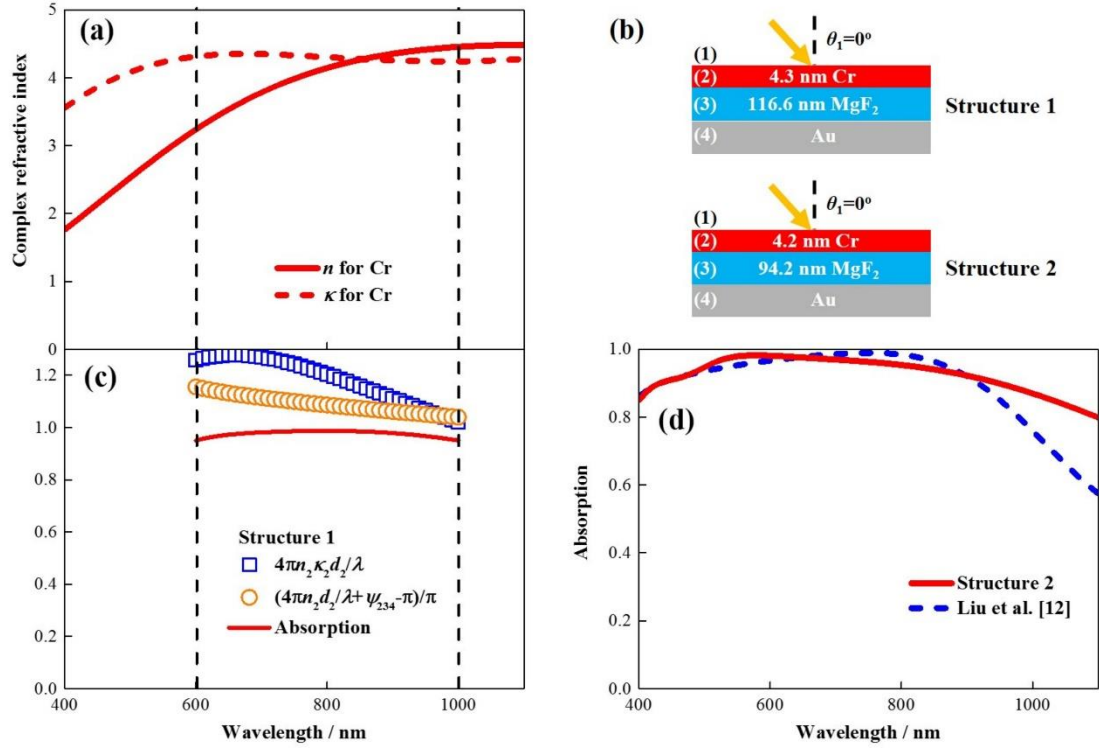 (a)
Complex refractive index
5
4
3
2
1
0
n for Cr
κ for Cr
(b)
θ₁=0°
(1)
(2) 4.3 nm Cr
(3) 116.6 nm MgF₂
(4) Au
Structure 1
θ₁=0°
(1)
(2) 4.2 nm Cr
(3) 94.2 nm MgF₂
(4) Au
Structure 2
(c)
1.2
1.0
0.8
0.6
0.4
0.2
0.0
Structure 1
4πn₂κ₂d₂/λ
(4πn₂d₂/λ+ψ₂₃₄-π)/π
Absorption
400 600 800 1000
Wavelength / nm
(d)
Absorption
1.0
0.8
0.6
0.4
0.2
0.0
Structure 2
Liu et al. [12]
400 600 800 1000
Wavelength / nm